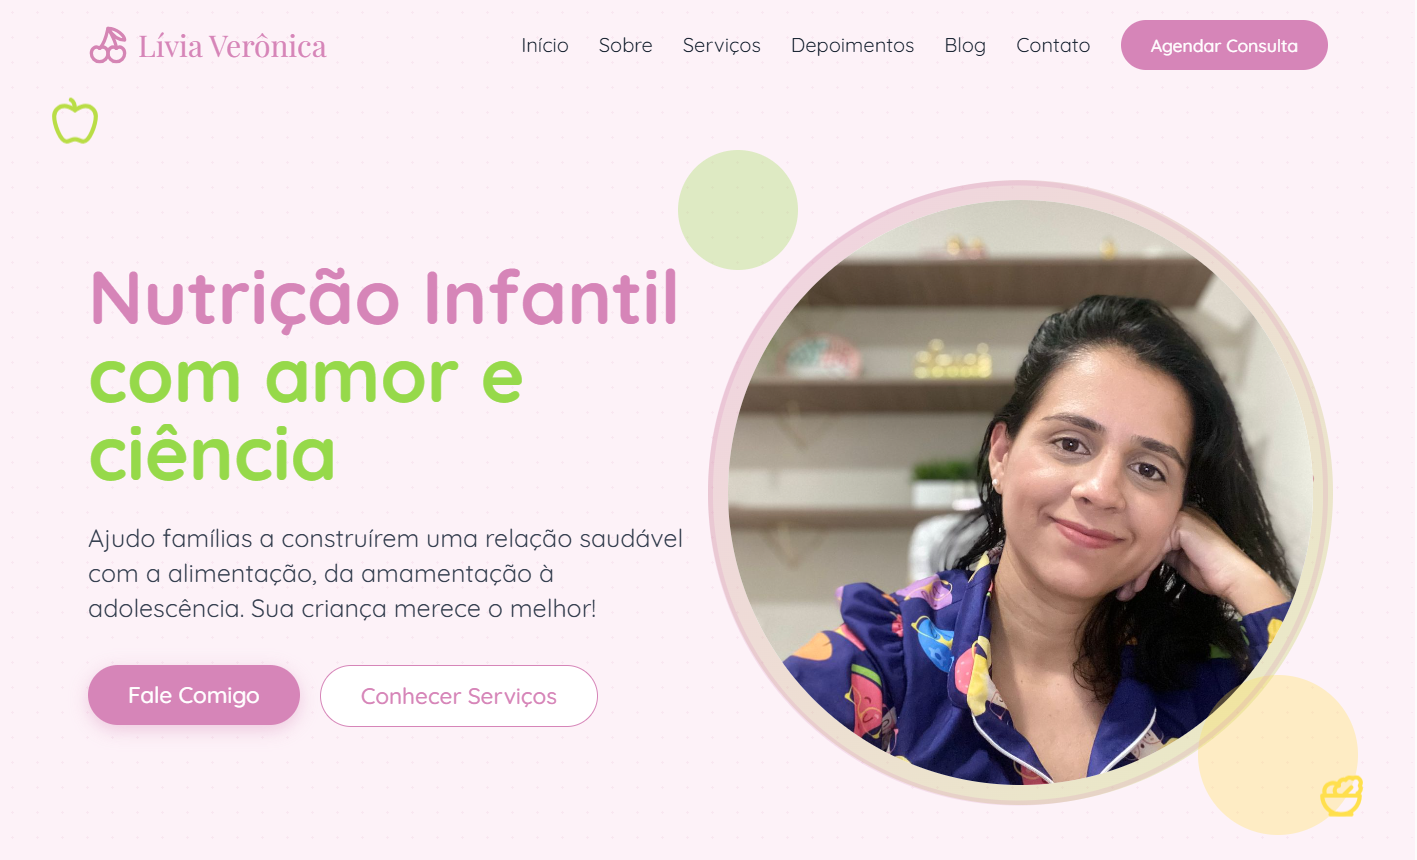 Lívia Verônica
Início
Sobre
Serviços
Depoimentos
Blog
Contato
Agendar Consulta
Nutrição Infantil
com amor e
ciência
Ajudo famílias a construírem uma relação saudável
com a alimentação, da amamentação à
adolescência. Sua criança merece o melhor!
Fale Comigo
Conhecer Serviços